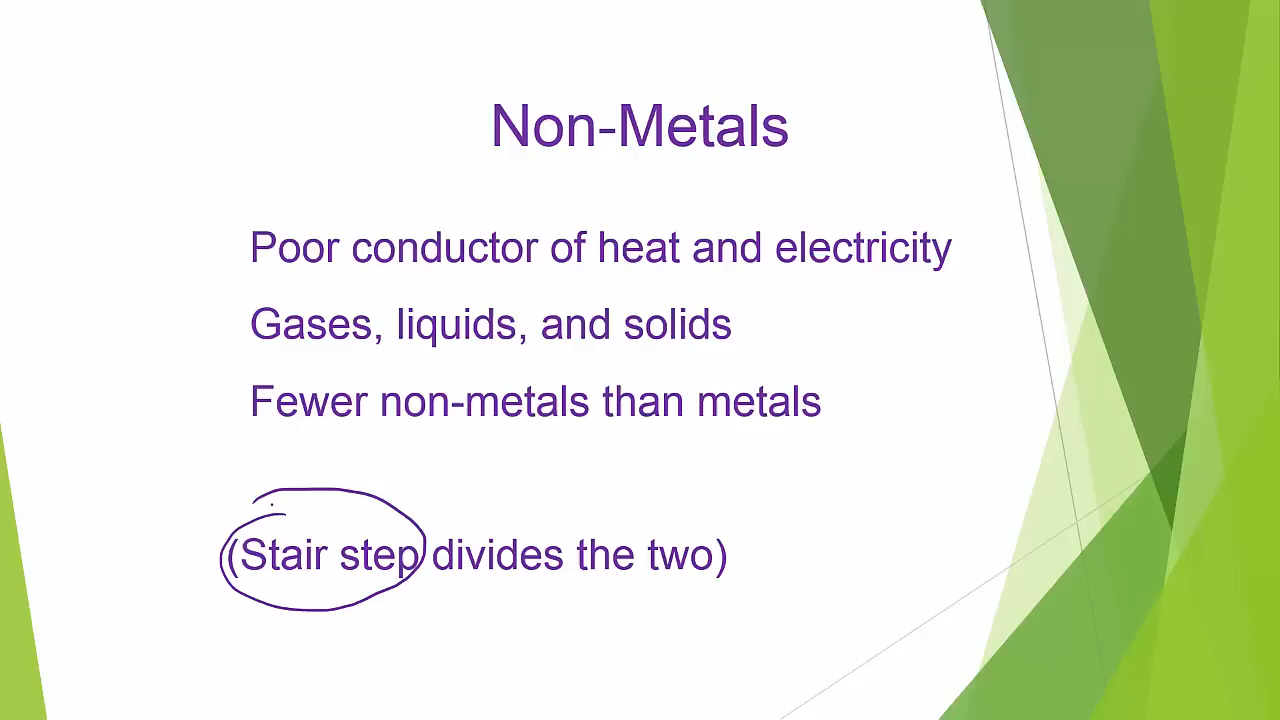 Non-Metals
Poor conductor of heat and electricity
Gases, liquids, and solids
Fewer non-metals than metals
(Stair step divides the two)